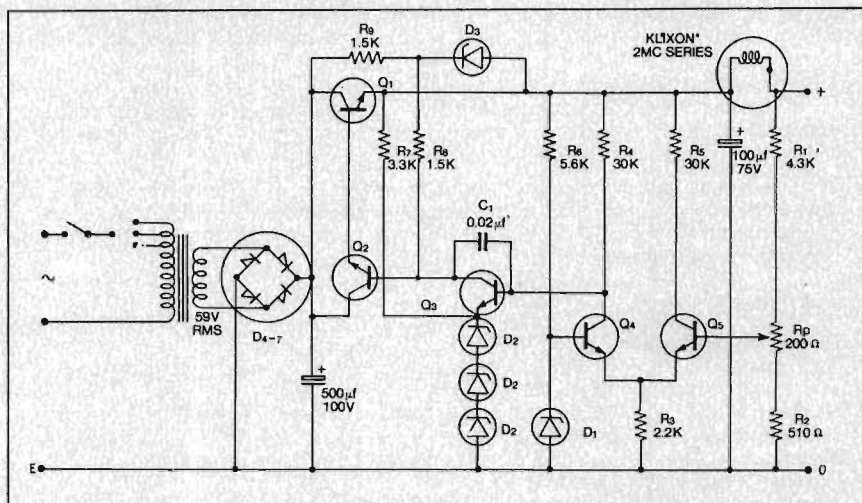 R9
1.5K
D3
KLIXON"
2MC SERIES
Q1
+
R7
3.3K
R8
1.5K
R6
5.6K
R4
30K
R5
30K
+
100µf
75V
R1
4.3K
C1
0.02µf
Q2
Q3
Q4
Q5
RP
200 Ω
~
59V
RMS
D4-7
D2
D2
D2
+
500µf
100V
D1
R3
2.2K
R2
510 Ω
E
0